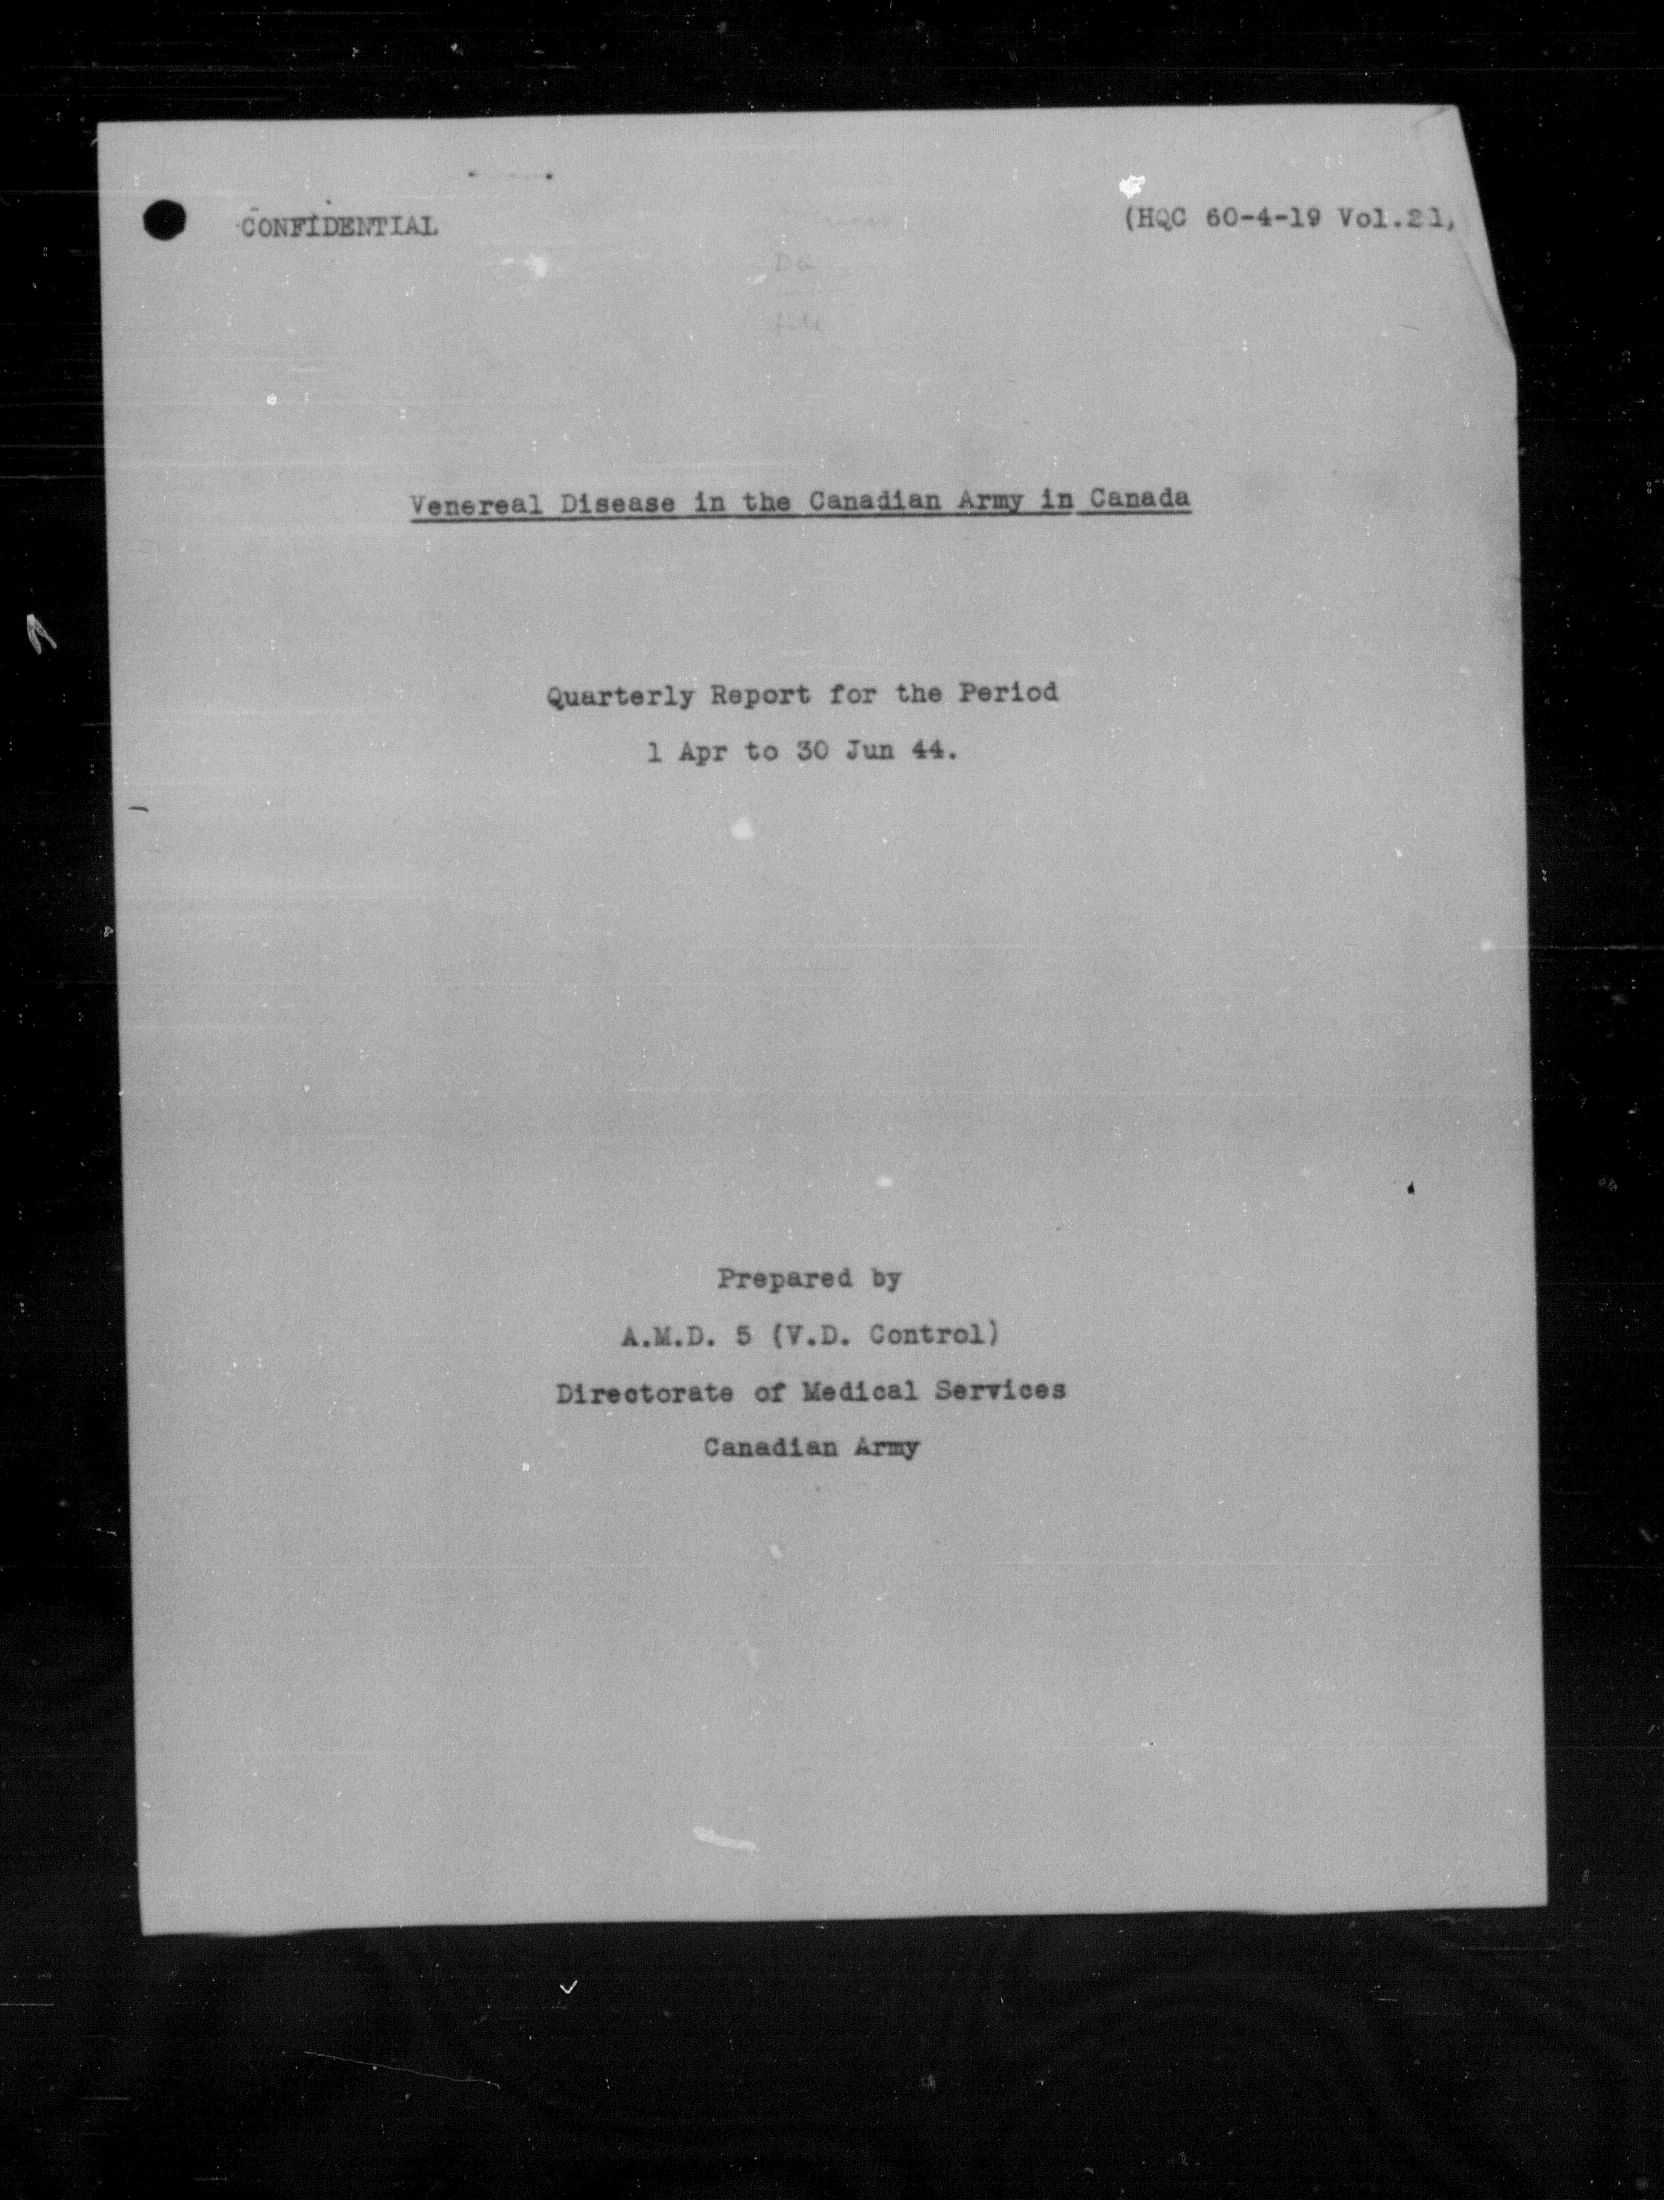 CONFIDENTIAL
(HQC 60-4-19 Vol.21,
Venereal Disease in the Canadian Army in Canada
Quarterly Report for the Period
1 Apr to 30 Jun 44.
Prepared by
A.M.D. 5 (V.D. Control)
Directorate of Medical Services
Canadian Army